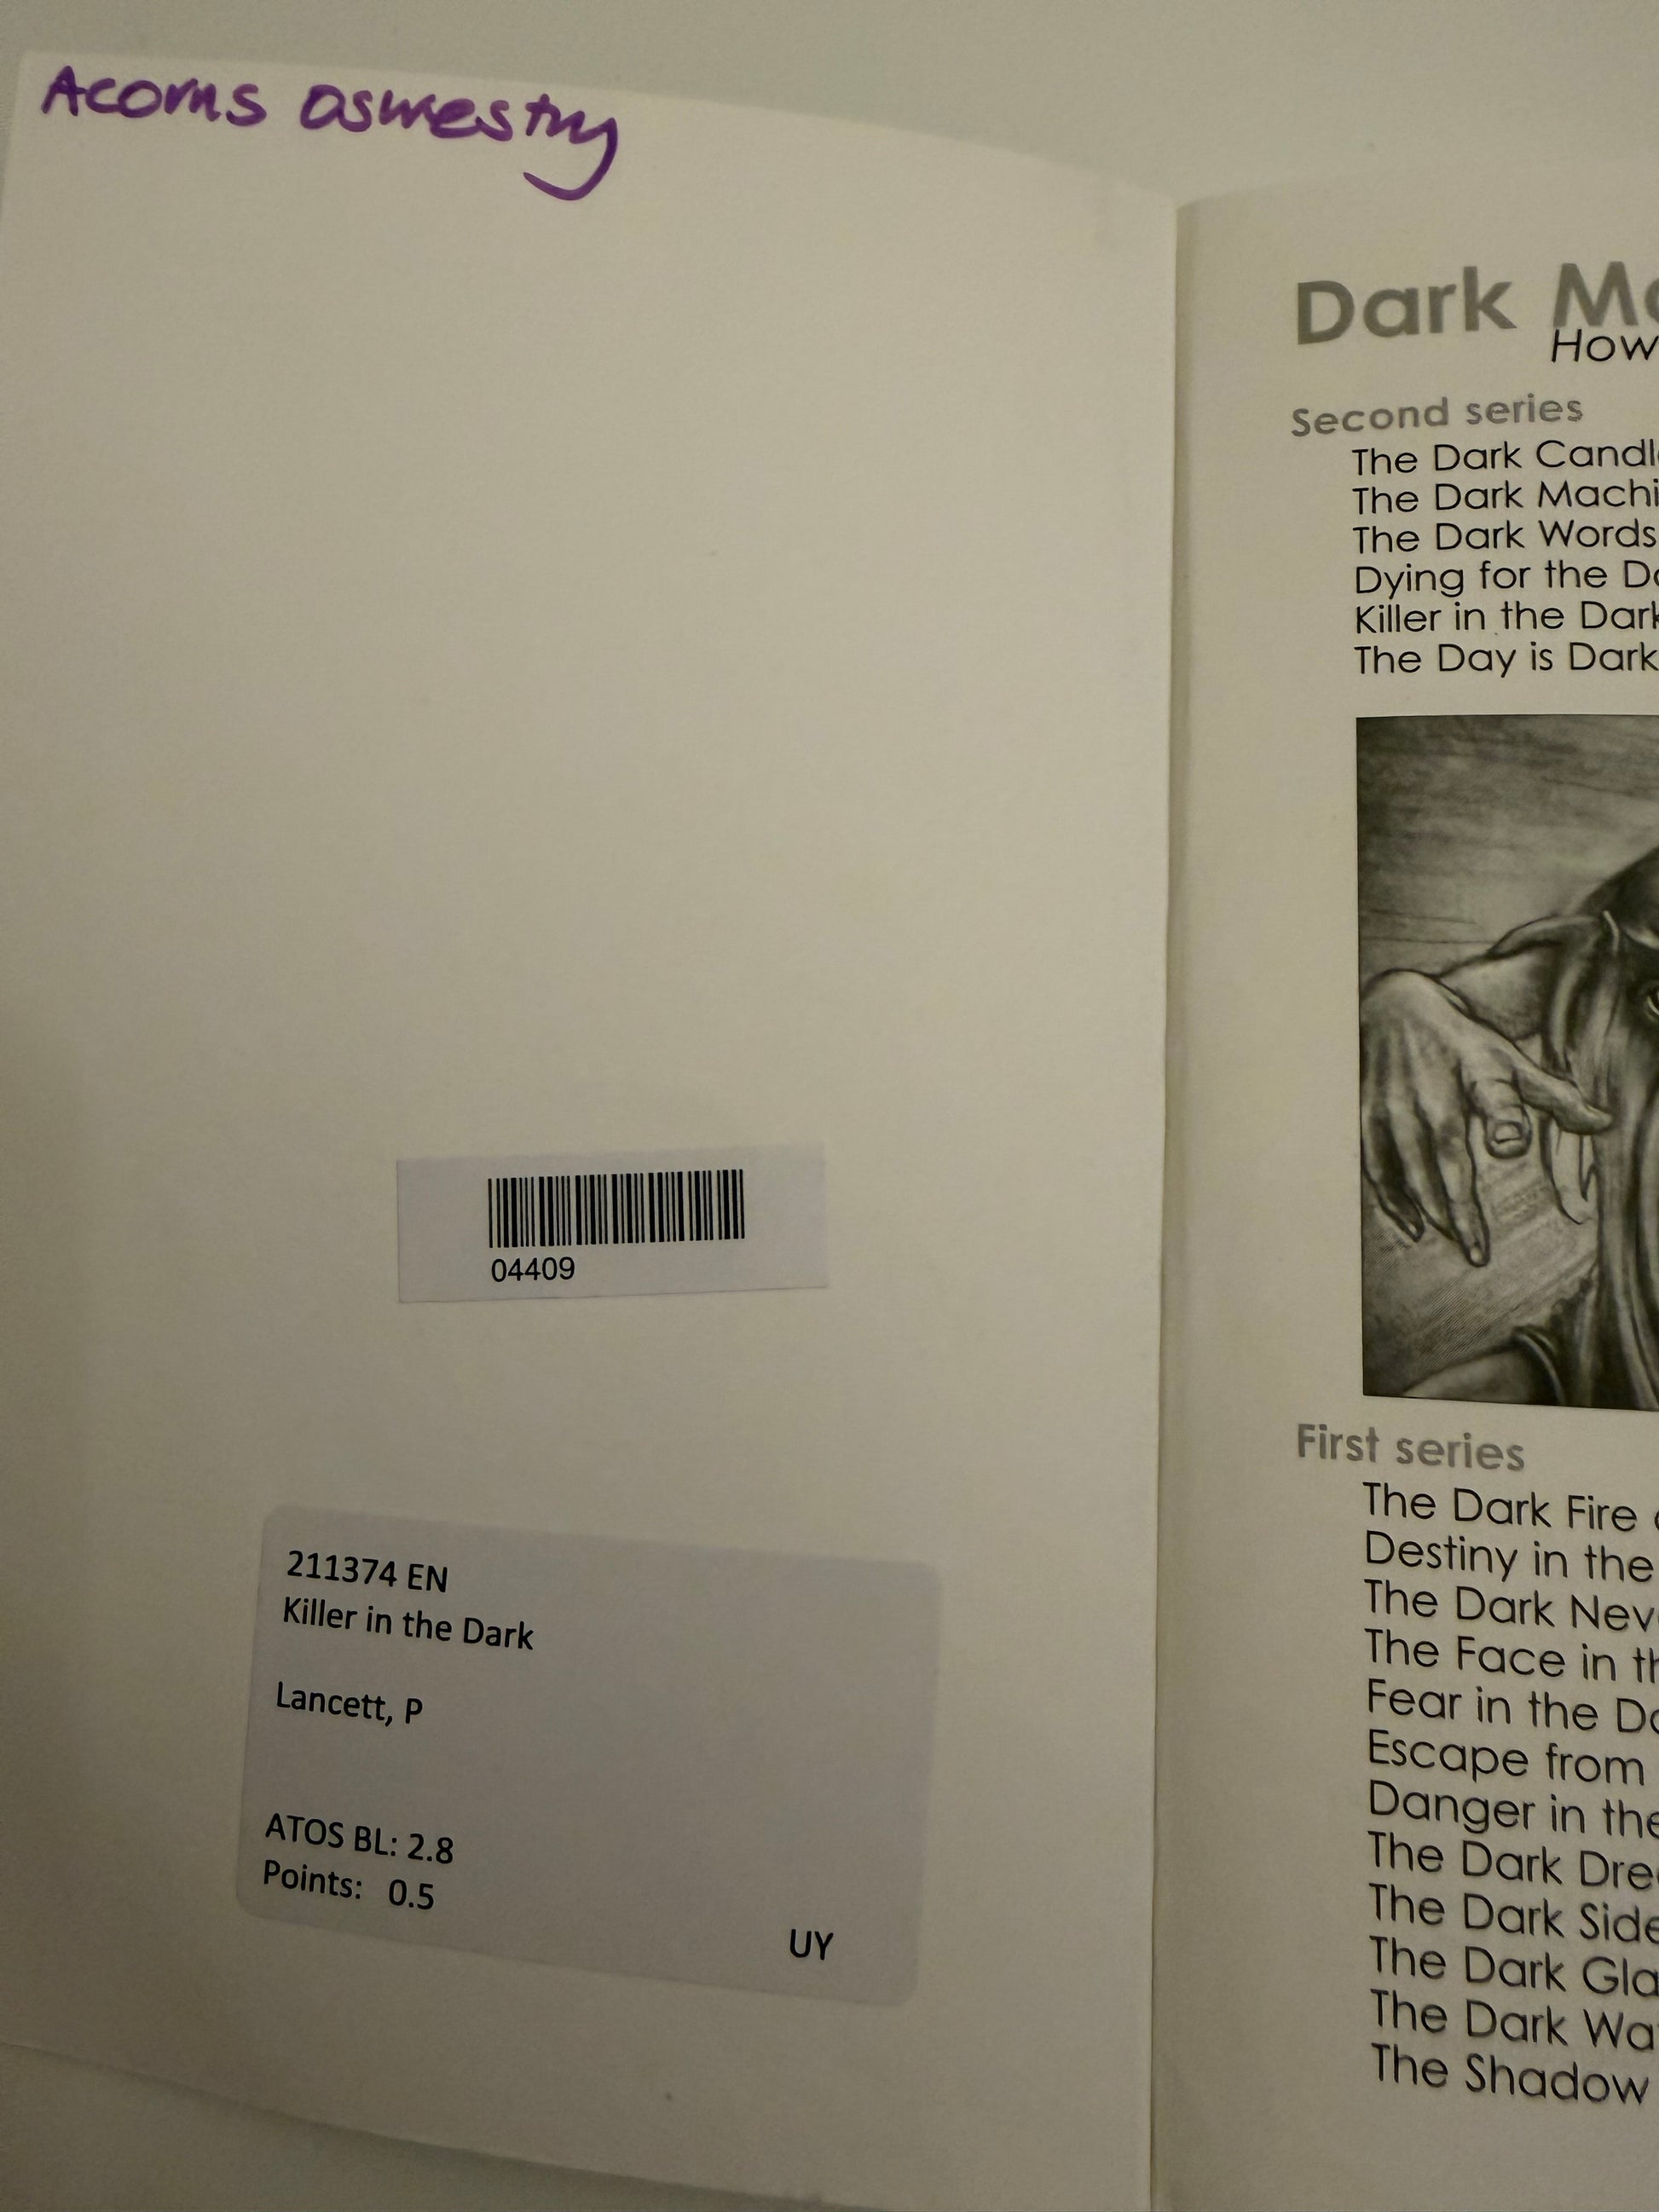 Acorns Oswestry
04409
211374 EN
Killer in the Dark
Lancett, P
ATOS BL: 2.8
Points: 0.5
UY
Dark
How
Second series
The Dark
The Dark
The Dark Words
Dying for the
Killer in the Dark
The Day is Dark
First series
The Dark Fire
Destiny in the
The Dark
The Face in
Fear in the
Escape from
Danger in the
The Dark
The Dark Side
The Dark
The Dark
The Shadow